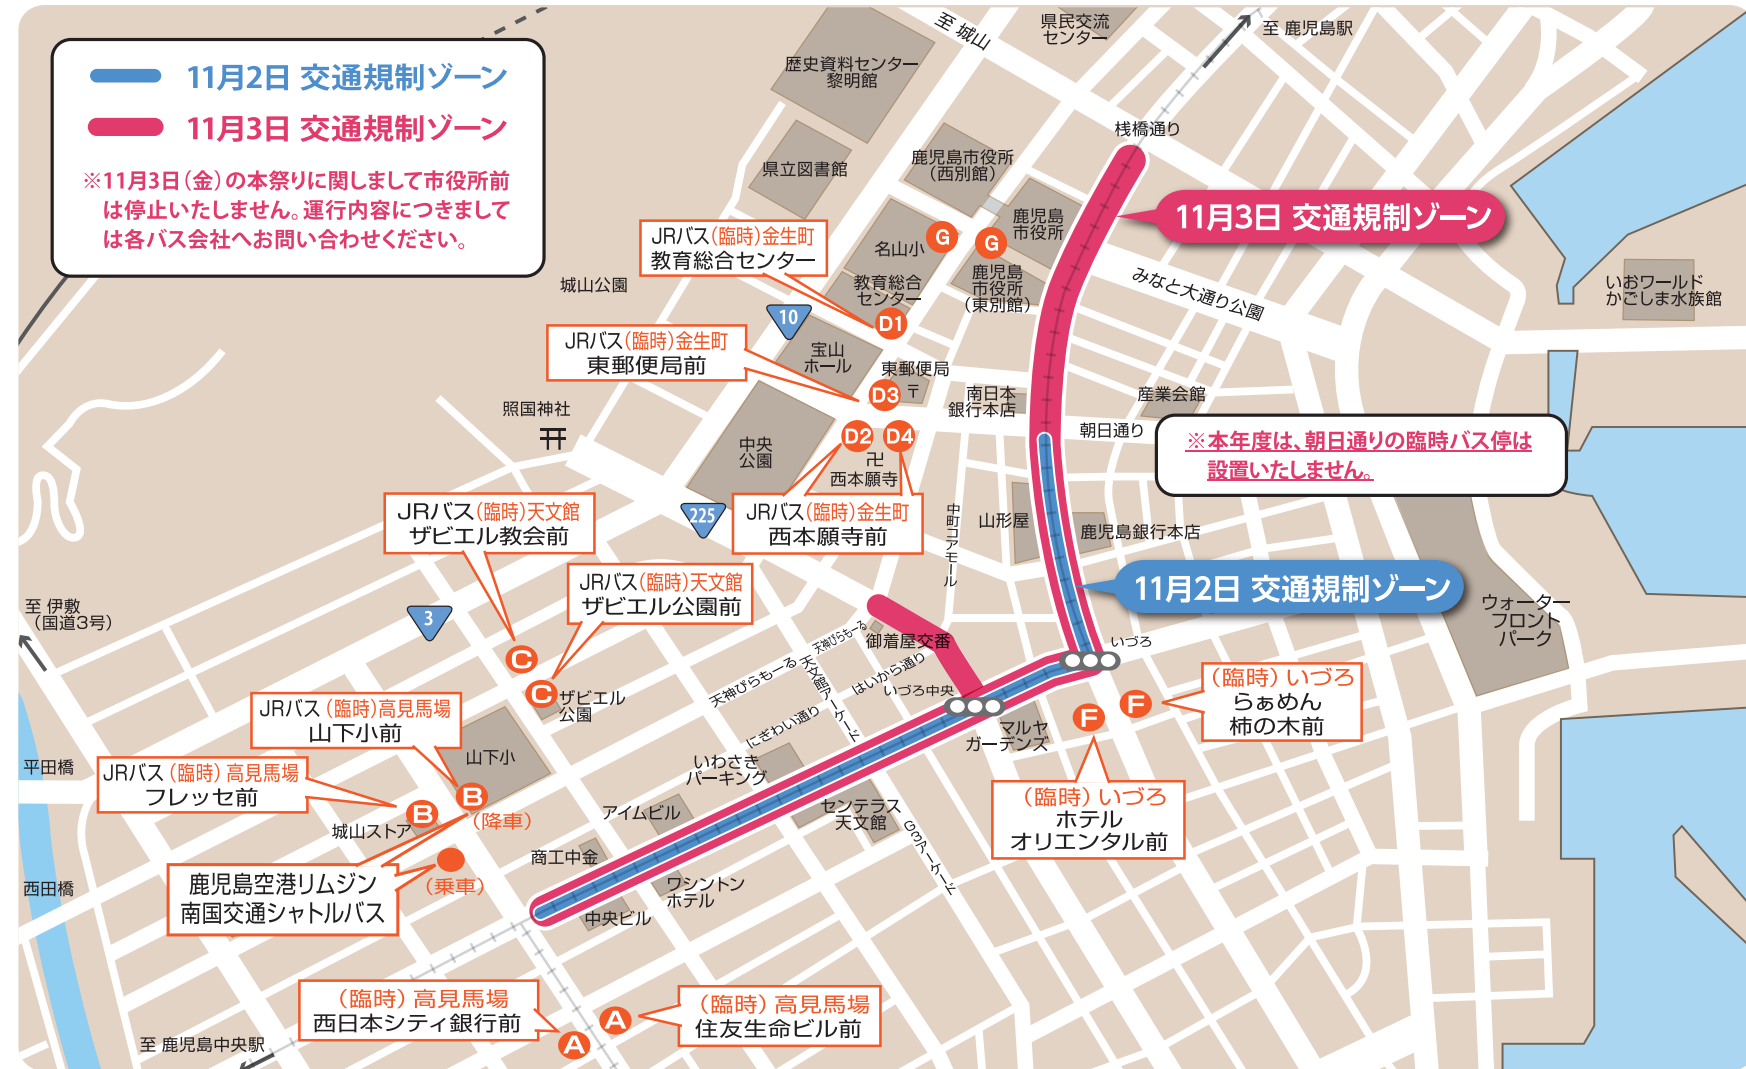 11月2日 交通規制ゾーン
11月3日 交通規制ゾーン
※11月3日（金）の本祭りに関しまして市役所前
は停止いたしません。運行内容につきまして
は各バス会社へお問い合わせください。
至 城山
県民交流
センター
至 鹿児島駅
歴史資料センター
黎明館
桟橋通り
県立図書館
鹿児島市役所
（西別館）
鹿児島
市役所
11月3日 交通規制ゾーン
JRバス（臨時）金生町
教育総合センター
名山小
G
G
鹿児島
市役所
（東別館）
みなと大通り公園
いおワールド
かごしま水族館
城山公園
教育総合
センター
D1
10
JRバス（臨時）金生町
東郵便局前
宝山
ホール
東郵便局
〒
D3
南日本
銀行本店
産業会館
照国神社
朝日通り
※本年度は、朝日通りの臨時バス停は
設置いたしません。
中央
公園
D2
D4
卍
西本願寺
JRバス（臨時）天文館
ザビエル教会前
225
JRバス（臨時）金生町
西本願寺前
中町コアモール
山形屋
鹿児島銀行本店
JRバス（臨時）天文館
ザビエル公園前
11月2日 交通規制ゾーン
至 伊敷
（国道3号）
3
ウォーター
フロント
パーク
天神ぴらもーる
御着屋交番
いづろ
C
C
ザビエル
公園
天神ぴらもーる
天文館アーケード
はいから通り
いづろ中央
（臨時）いづろ
らぁめん
柿の木前
F
F
JRバス（臨時）高見馬場
山下小前
にぎわい通り
マルヤ
ガーデンズ
平田橋
JRバス（臨時）高見馬場
フレッセ前
山下小
いわさき
パーキング
B
B
（降車）
城山ストア
アイムビル
センテラス
天文館
G3アーケード
（臨時）いづろ
ホテル
オリエンタル前
西田橋
鹿児島空港リムジン
南国交通シャトルバス
（乗車）
商工中金
ワシントン
ホテル
中央ビル
（臨時）高見馬場
西日本シティ銀行前
A
A
（臨時）高見馬場
住友生命ビル前
至 鹿児島中央駅